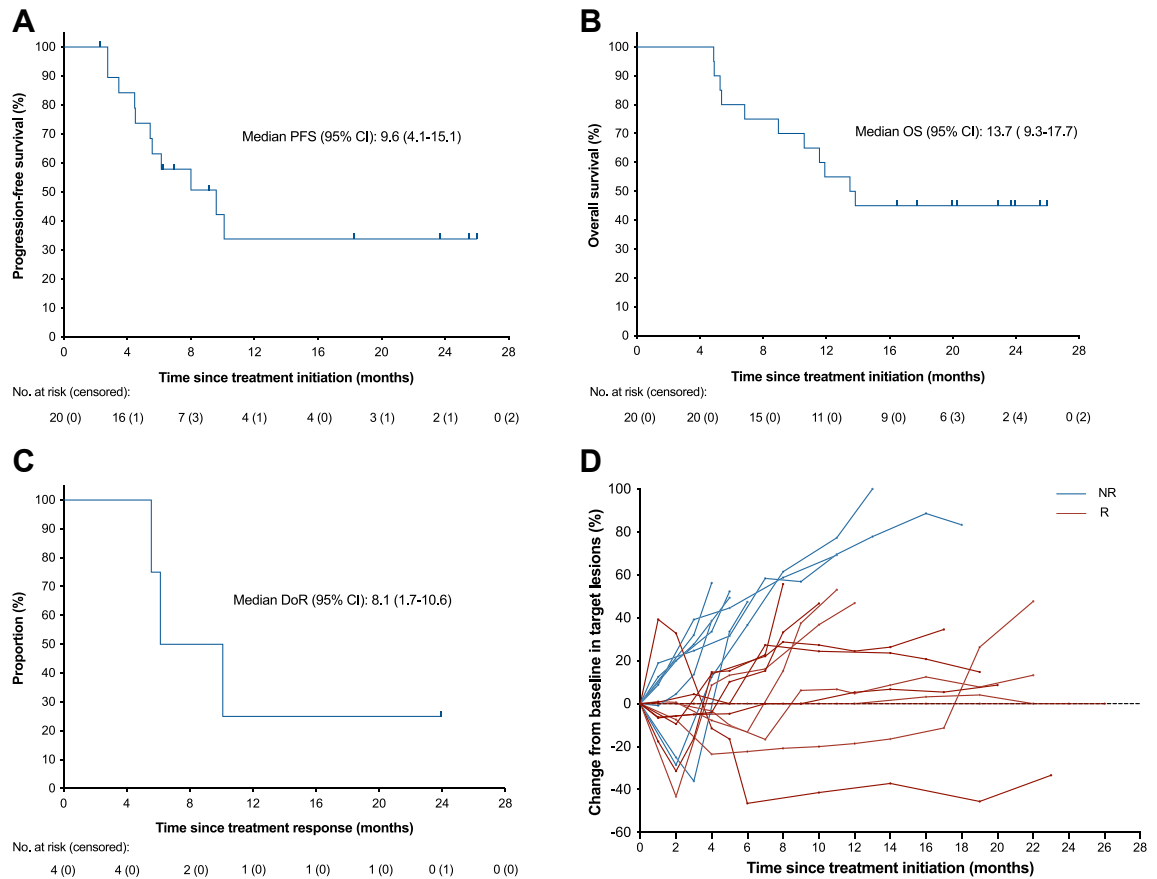 A
Progression-free survival (%)
100
90
80
70
60
50
40
30
20
10
0
Median PFS (95% CI): 9.6 (4.1-15.1)
0 4 8 12 16 20 24 28
Time since treatment initiation (months)
No. at risk (censored):
20 (0) 16 (1) 7 (3) 4 (1) 4 (0) 3 (1) 2 (1) 0 (2)
B
Overall survival (%)
100
90
80
70
60
50
40
30
20
10
0
Median OS (95% CI): 13.7 ( 9.3-17.7)
0 4 8 12 16 20 24 28
Time since treatment initiation (months)
No. at risk (censored):
20 (0) 20 (0) 15 (0) 11 (0) 9 (0) 6 (3) 2 (4) 0 (2)
C
Proportion (%)
100
90
80
70
60
50
40
30
20
10
0
Median DoR (95% CI): 8.1 (1.7-10.6)
0 4 8 12 16 20 24 28
Time since treatment response (months)
No. at risk (censored):
4 (0) 4 (0) 2 (0) 1 (0) 1 (0) 1 (0) 0 (1) 0 (0)
D
Change from baseline in target lesions (%)
100
80
60
40
20
0
-20
-40
-60
NR
R
0 2 4 6 8 10 12 14 16 18 20 22 24 26 28
Time since treatment initiation (months)